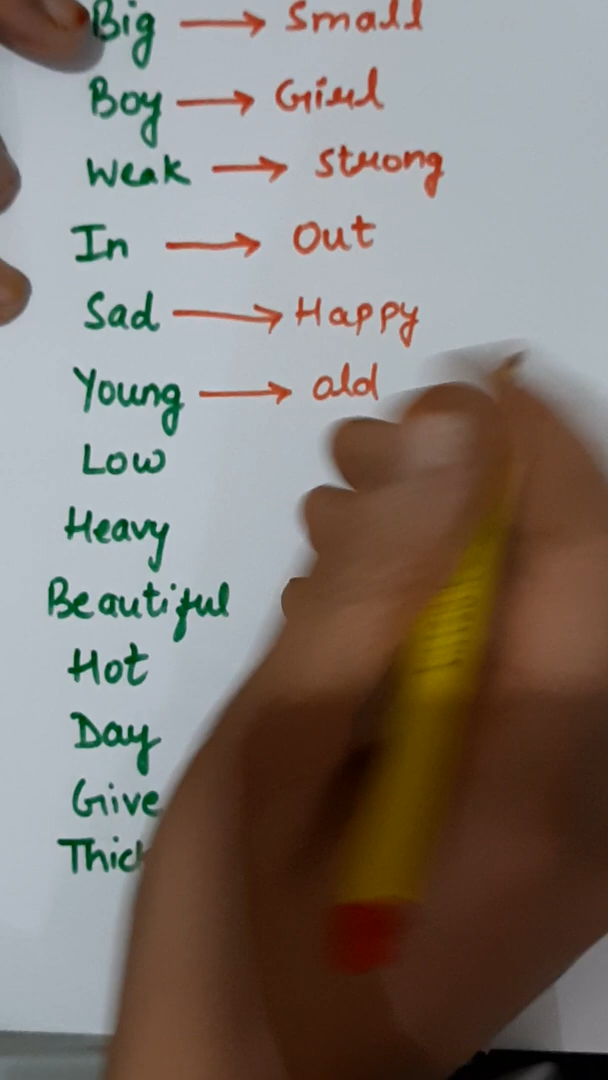 Big → Small
Boy → Girl
Weak → strong
In → Out
Sad → Happy
Young → old
Low
Heavy
Beautiful
Hot
Day
Give